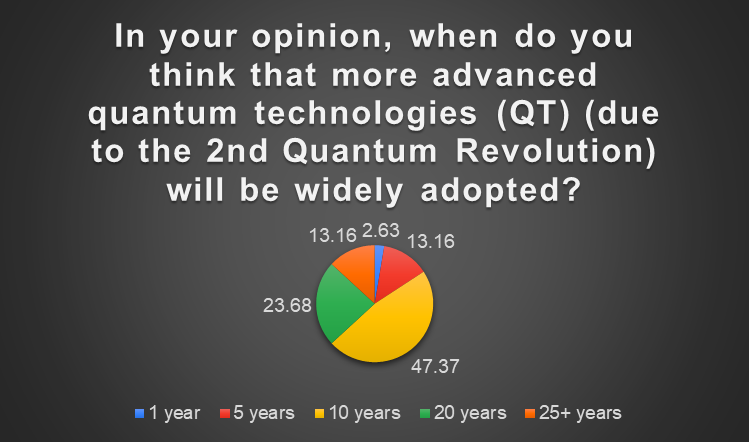 In your opinion, when do you
think that more advanced
quantum technologies (QT) (due
to the 2nd Quantum Revolution)
will be widely adopted?
13.16 2.63 13.16
23.68
47.37
1 year 5 years 10 years 20 years 25+ years